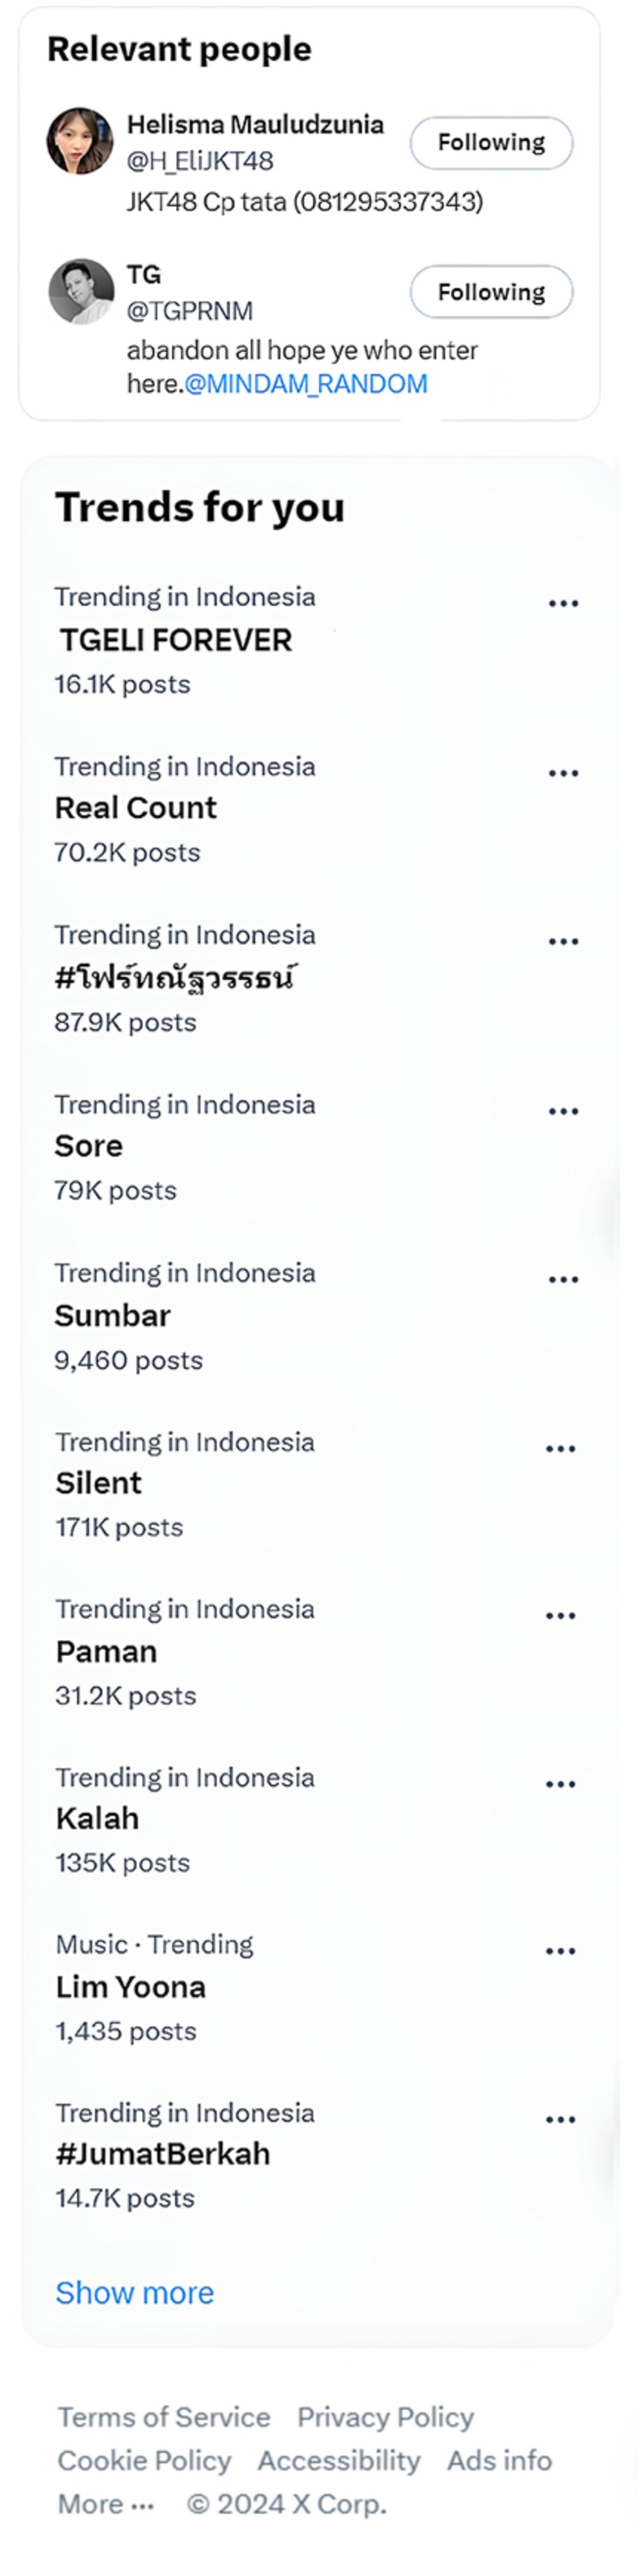 Relevant people
Helisma Mauludzunia
@H_EliJKT48
Following
JKT48 Cp tata (081295337343)
TG
@TGPRNM
Following
abandon all hope ye who enter
here.@MINDAM_RANDOM
Trends for you
Trending in Indonesia
TGELI FOREVER
16.1K posts
Trending in Indonesia
Real Count
70.2K posts
Trending in Indonesia
#โฟร์ทณัฐวรรธน์
87.9K posts
Trending in Indonesia
Sore
79K posts
Trending in Indonesia
Sumbar
9,460 posts
Trending in Indonesia
Silent
171K posts
Trending in Indonesia
Paman
31.2K posts
Trending in Indonesia
Kalah
135K posts
Music · Trending
Lim Yoona
1,435 posts
Trending in Indonesia
#JumatBerkah
14.7K posts
Show more
Terms of Service Privacy Policy
Cookie Policy Accessibility Ads info
More ··· © 2024 X Corp.